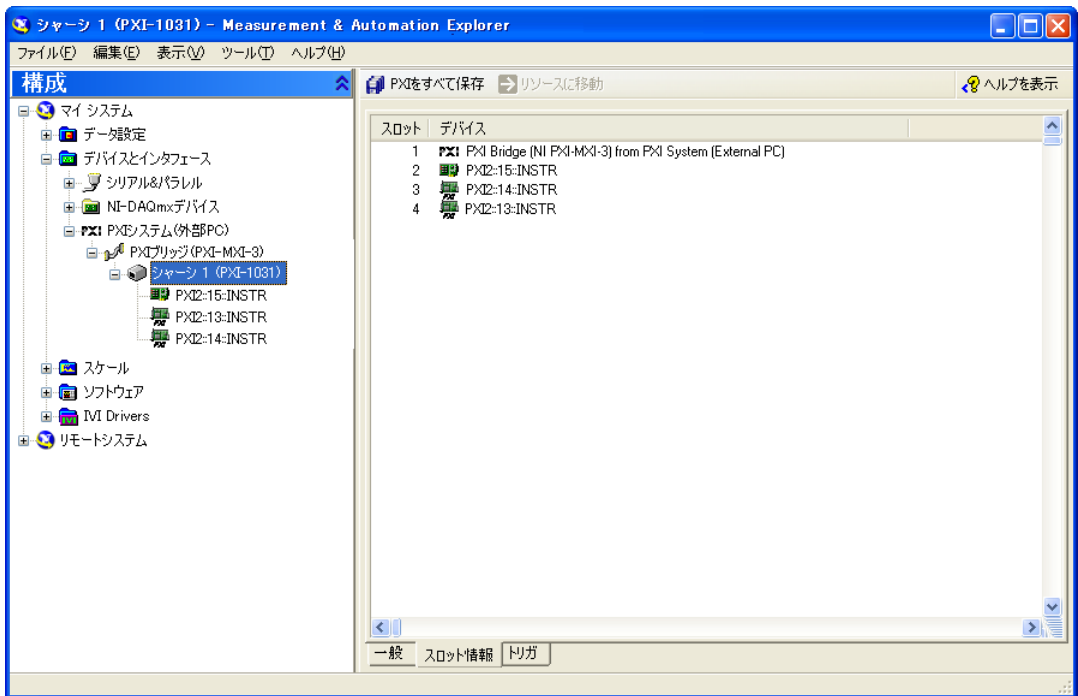 シャーシ 1 (PXI-1031) - Measurement & Automation Explorer
ファイル(F) 編集(E) 表示(V) ツール(T) ヘルプ(H)
構成
マイ システム
データ設定
デバイスとインタフェース
シリアル&パラレル
NI-DAQmxデバイス
PXI PXIシステム(外部PC)
PXIブリッジ(PXI-MXI-3)
シャーシ 1 (PXI-1031)
PXI2::15::INSTR
PXI2::13::INSTR
PXI2::14::INSTR
スケール
ソフトウェア
IVI Drivers
リモートシステム
PXIをすべて保存 リソースに移動 ヘルプを表示
スロット デバイス
1 PXI PXI Bridge (NI PXI-MXI-3) from PXI System (External PC)
2 PXI2::15::INSTR
3 PXI2::14::INSTR
4 PXI2::13::INSTR
一般 スロット情報 トリガ